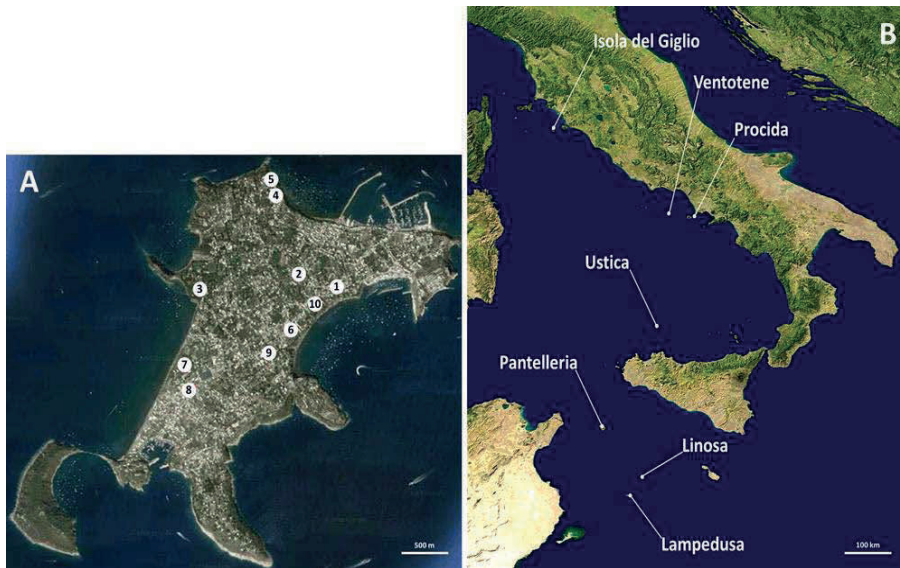 A
5
4
2
1
3
10
6
9
7
8
500 m
B
Isola del Giglio
Ventotene
Procida
Ustica
Pantelleria
Linosa
Lampedusa
100 km